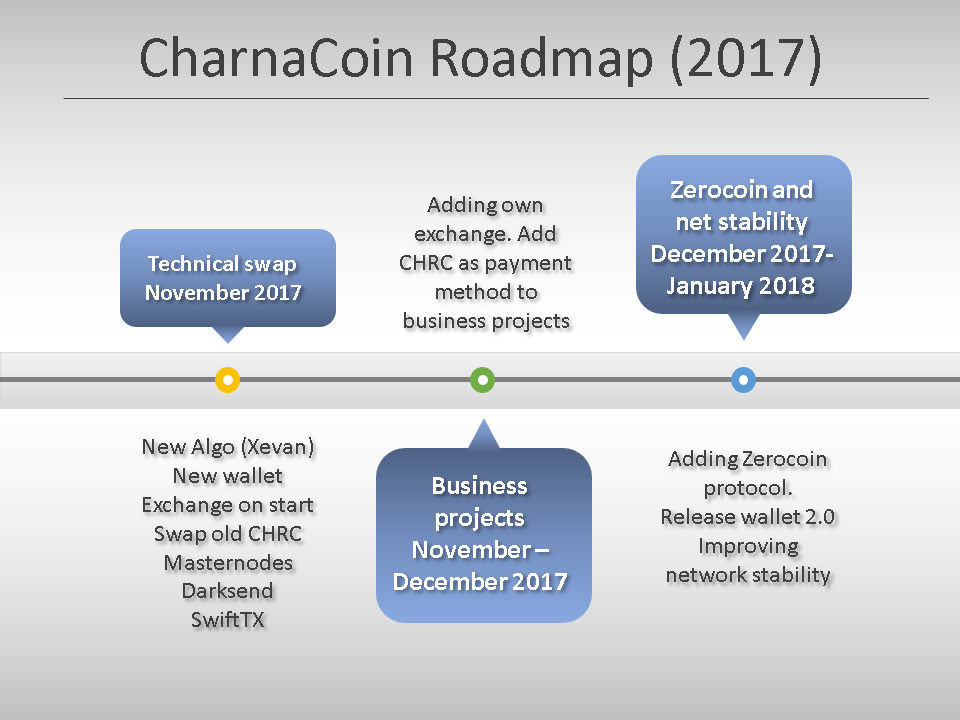 CharnaCoin Roadmap (2017)
Technical swap
November 2017
New Algo (Xevan)
New wallet
Exchange on start
Swap old CHRC
Masternodes
Darksend
SwiftTX
Adding own
exchange. Add
CHRC as payment
method to
business projects
Business
projects
November –
December 2017
Zerocoin and
net stability
December 2017-
January 2018
Adding Zerocoin
protocol.
Release wallet 2.0
Improving
network stability